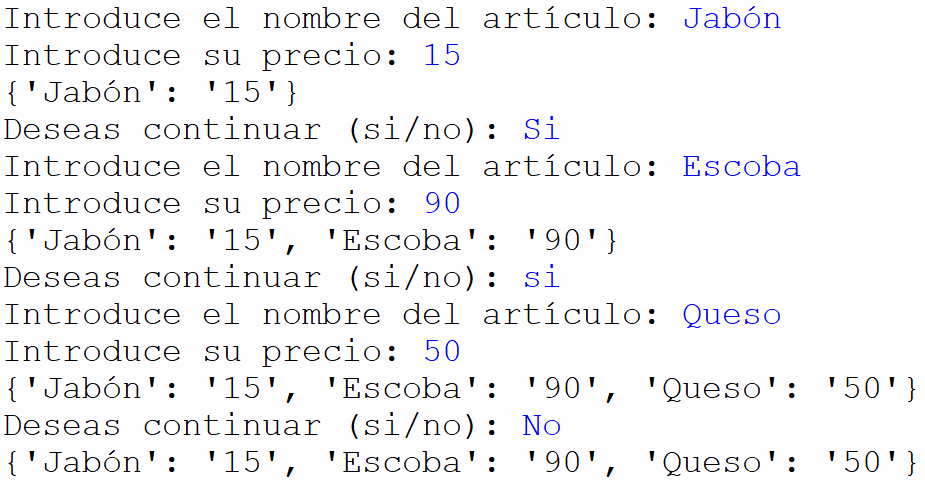 Introduce el nombre del artículo: Jabón
Introduce su precio: 15
{'Jabón': '15'}
Deseas continuar (si/no): Si
Introduce el nombre del artículo: Escoba
Introduce su precio: 90
{'Jabón': '15', 'Escoba': '90'}
Deseas continuar (si/no): si
Introduce el nombre del artículo: Queso
Introduce su precio: 50
{'Jabón': '15', 'Escoba': '90', 'Queso': '50'}
Deseas continuar (si/no): No
{'Jabón': '15', 'Escoba': '90', 'Queso': '50'}